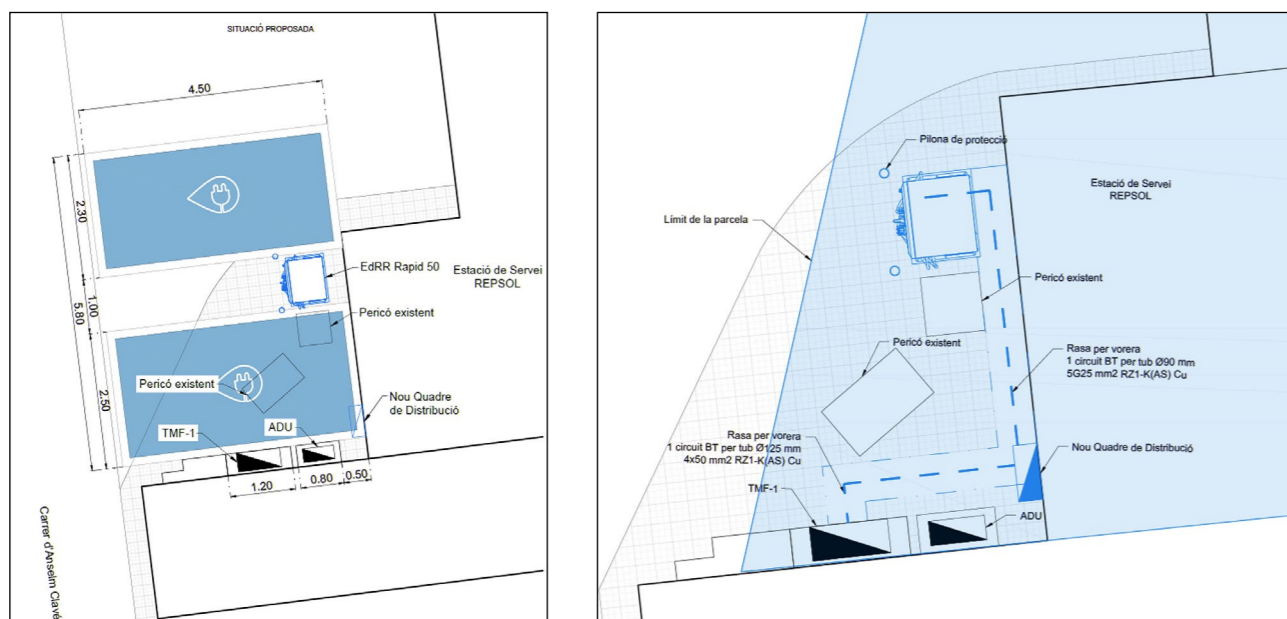 SITUACIÓ PROPOSADA
4.50
2.30
1.00
5.80
2.50
EdRR Rapid 50
Estació de Servei
REPSOL
Pericó existent
Pericó existent
Nou Quadre
de Distribució
TMF-1
ADU
1.20
0.80
0.50
Carrer d'Anselm Clavé
Pilona de protecció
Estació de Servei
REPSOL
Límit de la parcela
Pericó existent
Pericó existent
Rasa per vorera
1 circuit BT per tub Ø90 mm
5G25 mm2 RZ1-K(AS) Cu
Rasa per vorera
1 circuit BT per tub Ø125 mm
4x50 mm2 RZ1-K(AS) Cu
Nou Quadre de Distribució
TMF-1
ADU